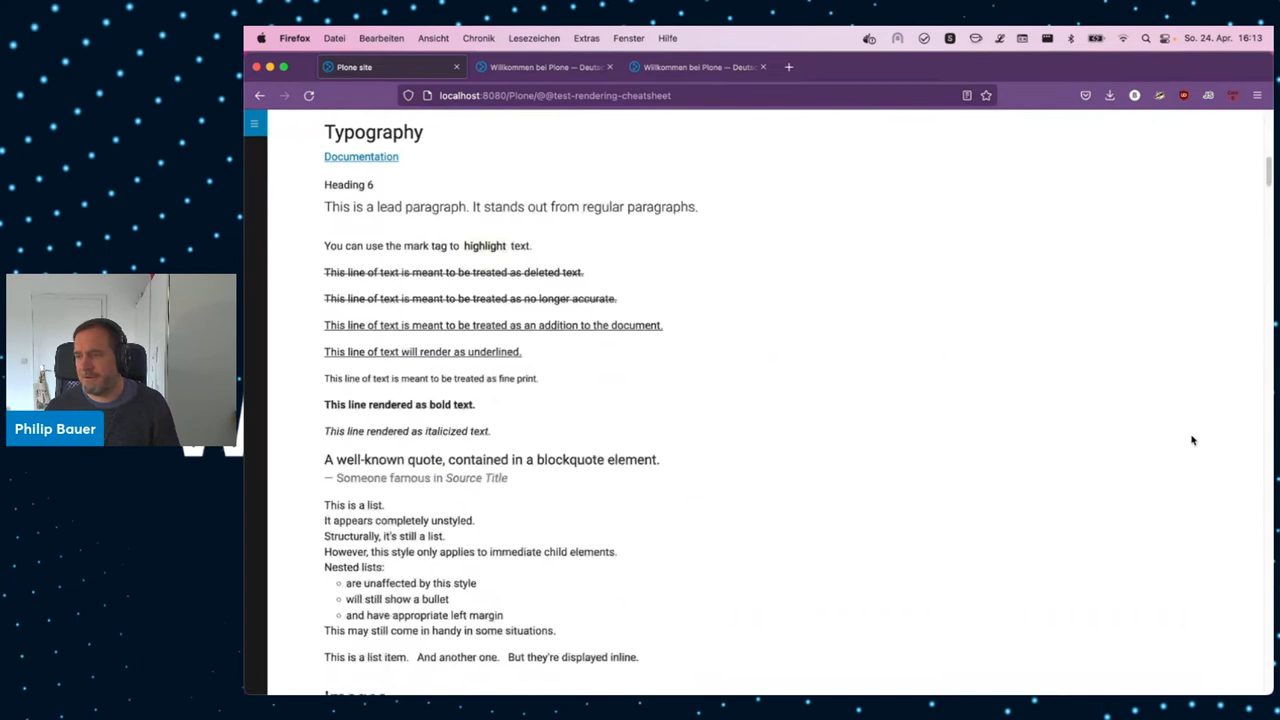 Firefox Datei Bearbeiten Ansicht Chronik Lesezeichen Extras Fenster Hilfe So. 24. Apr. 16:13
Plone site Willkommen bei Plone — Deuts Willkommen bei Plone — Deuts
localhost:8080/Plone/@@test-rendering-cheatsheet
Typography
Documentation
Heading 6
This is a lead paragraph. It stands out from regular paragraphs.
You can use the mark tag to highlight text.
This line of text is meant to be treated as deleted text.
This line of text is meant to be treated as no longer accurate.
This line of text is meant to be treated as an addition to the document.
This line of text will render as underlined.
This line of text is meant to be treated as fine print.
This line rendered as bold text.
This line rendered as italicized text.
A well-known quote, contained in a blockquote element.
— Someone famous in Source Title
This is a list.
It appears completely unstyled.
Structurally, it's still a list.
However, this style only applies to immediate child elements.
Nested lists:
are unaffected by this style
will still show a bullet
and have appropriate left margin
This may still come in handy in some situations.
This is a list item. And another one. But they're displayed inline.
Philip Bauer